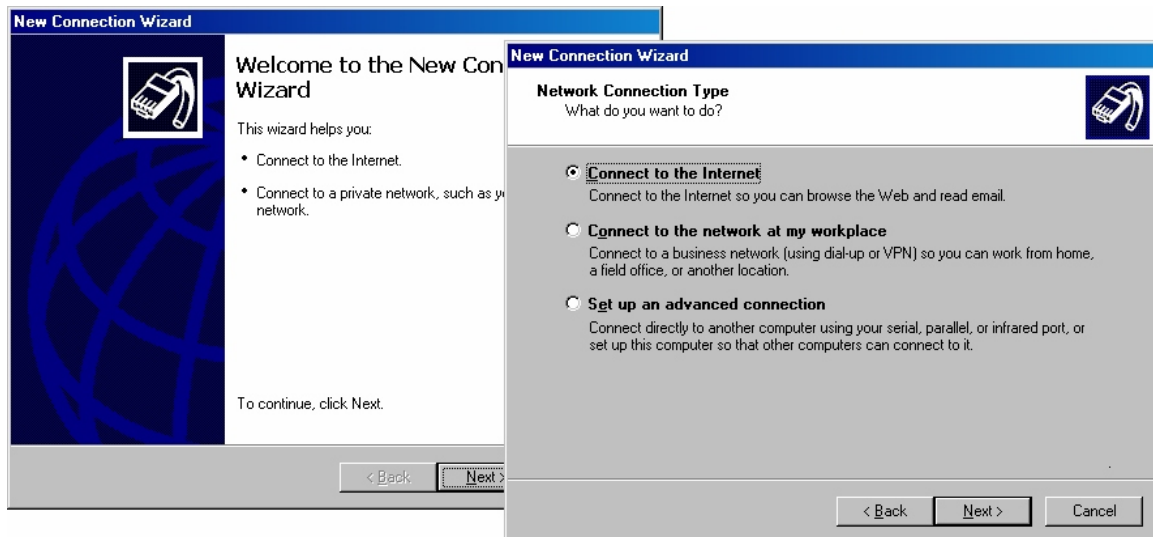 New Connection Wizard
Welcome to the New Con
Wizard
This wizard helps you:
• Connect to the Internet.
• Connect to a private network, such as
network.
To continue, click Next.
< Back
Next >
New Connection Wizard
Network Connection Type
What do you want to do?
Connect to the Internet
Connect to the Internet so you can browse the Web and read email.
Connect to the network at my workplace
Connect to a business network (using dial-up or VPN) so you can work from home,
a field office, or another location.
Set up an advanced connection
Connect directly to another computer using your serial, parallel, or infrared port, or
set up this computer so that other computers can connect to it.
< Back
Next >
Cancel